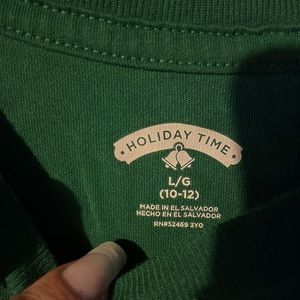 HOLIDAY TIME
L/G
(10-12)
MADE IN EL SALVADOR
HECHO EN EL SALVADOR
RN#52469 3Y0